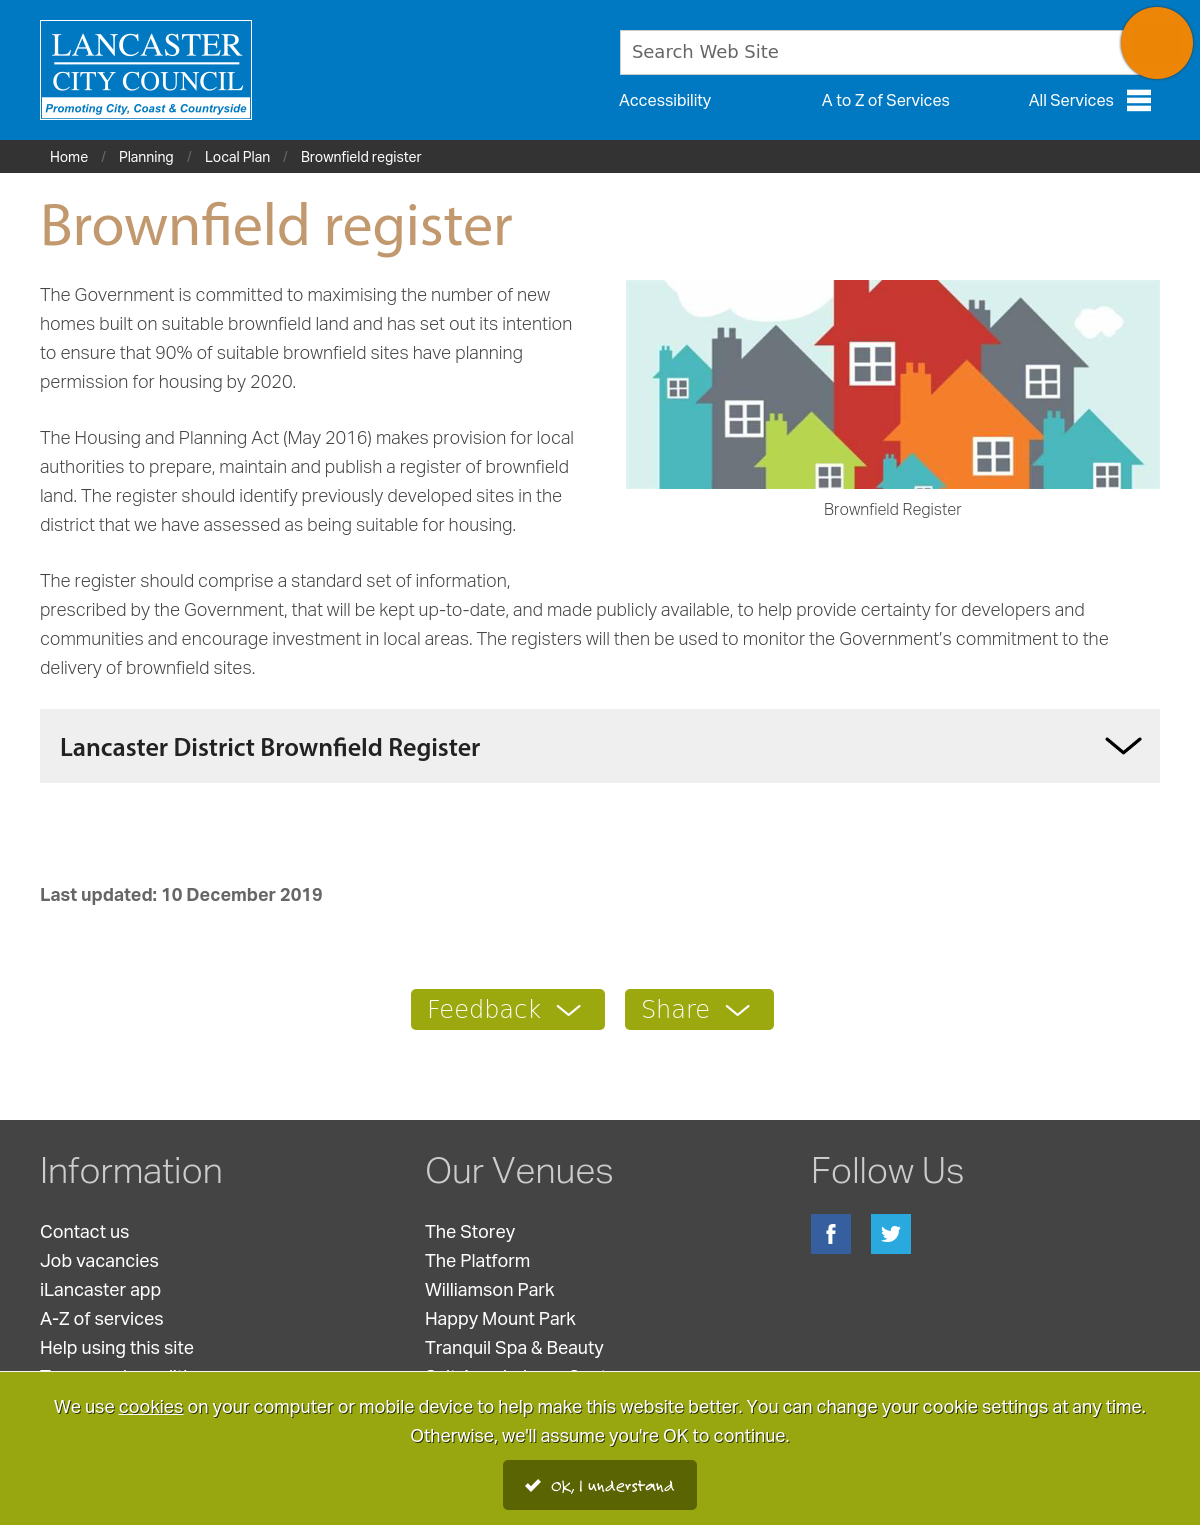 LANCASTER
CITY COUNCIL
Promoting City, Coast & Countryside
Search Web Site
Accessibility
A to Z of Services
All Services
Home / Planning / Local Plan / Brownfield register
Brownfield register
The Government is committed to maximising the number of new
homes built on suitable brownfield land and has set out its intention
to ensure that 90% of suitable brownfield sites have planning
permission for housing by 2020.
The Housing and Planning Act (May 2016) makes provision for local
authorities to prepare, maintain and publish a register of brownfield
land. The register should identify previously developed sites in the
district that we have assessed as being suitable for housing.
Brownfield Register
The register should comprise a standard set of information,
prescribed by the Government, that will be kept up-to-date, and made publicly available, to help provide certainty for developers and
communities and encourage investment in local areas. The registers will then be used to monitor the Government’s commitment to the
delivery of brownfield sites.
Lancaster District Brownfield Register
Last updated: 10 December 2019
Feedback
Share
Information
Contact us
Job vacancies
iLancaster app
A-Z of services
Help using this site
Our Venues
The Storey
The Platform
Williamson Park
Happy Mount Park
Tranquil Spa & Beauty
Follow Us
We use cookies on your computer or mobile device to help make this website better. You can change your cookie settings at any time.
Otherwise, we'll assume you're OK to continue.
OK, I understand